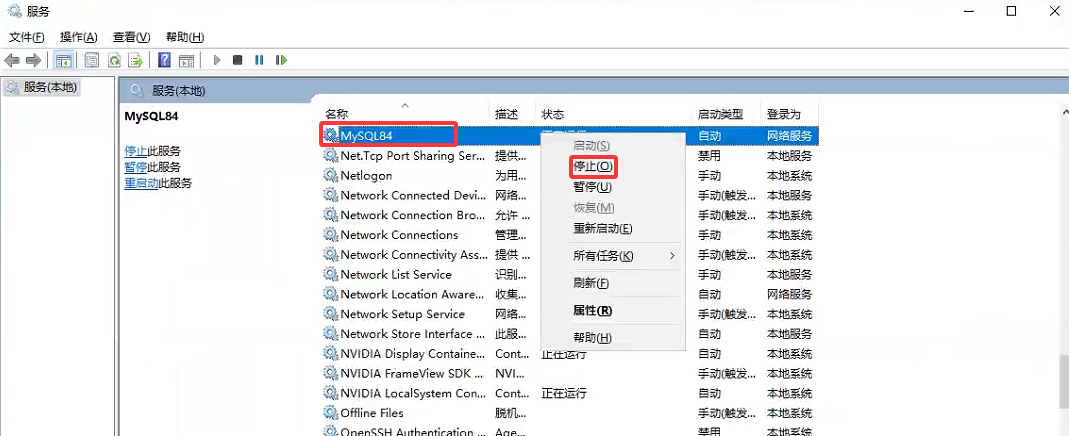 服务
文件(F) 操作(A) 查看(V) 帮助(H)
服务(本地)
服务(本地)
MySQL84
停止此服务
暂停此服务
重启动此服务
名称 描述 状态 启动类型 登录为
MySQL84 自动 网络服务
Net.Tcp Port Sharing Ser... 提供... 禁用 本地服务
Netlogon 为用... 手动 本地系统
Network Connected Devi... 网络... 手动(触发... 本地服务
Network Connection Bro... 允许 ... 手动(触发... 本地系统
Network Connections 管理... 手动 本地系统
Network Connectivity Ass... 提供 ... 手动(触发... 本地系统
Network List Service 识别... 手动 本地服务
Network Location Aware... 收集... 自动 网络服务
Network Setup Service 网络... 手动(触发... 本地系统
Network Store Interface 此服... 自动 本地服务
NVIDIA Display Containe... Cont... 正在运行 自动 本地系统
NVIDIA FrameView SDK ... NVI... 手动(触发... 本地系统
NVIDIA LocalSystem Con... Cont... 正在运行 自动 本地系统
Offline Files 脱机... 手动(触发... 本地系统
OpenSSH Authentication ... Age... 禁用 本地系统
启动(S)
停止(O)
暂停(U)
恢复(M)
重新启动(E)
所有任务(K)
刷新(F)
属性(R)
帮助(H)